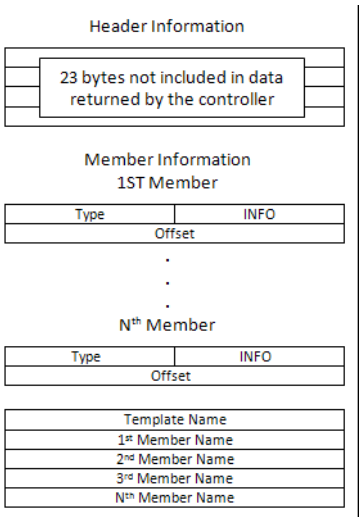 Header Information
23 bytes not included in data
returned by the controller
Member Information
1ST Member
Type INFO
Offset
.
.
.
Nth Member
Type INFO
Offset
Template Name
1st Member Name
2nd Member Name
3rd Member Name
Nth Member Name